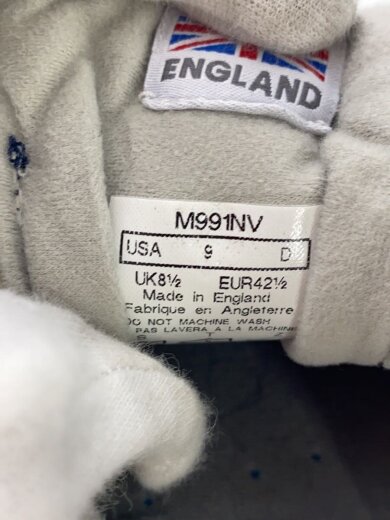 ENGLAND
M991NV
USA 9 D
UK8½ EUR42½
Made in England
Fabrique en Angleterre
DO NOT MACHINE WASH
PAS LAVERA A LA MACHINE